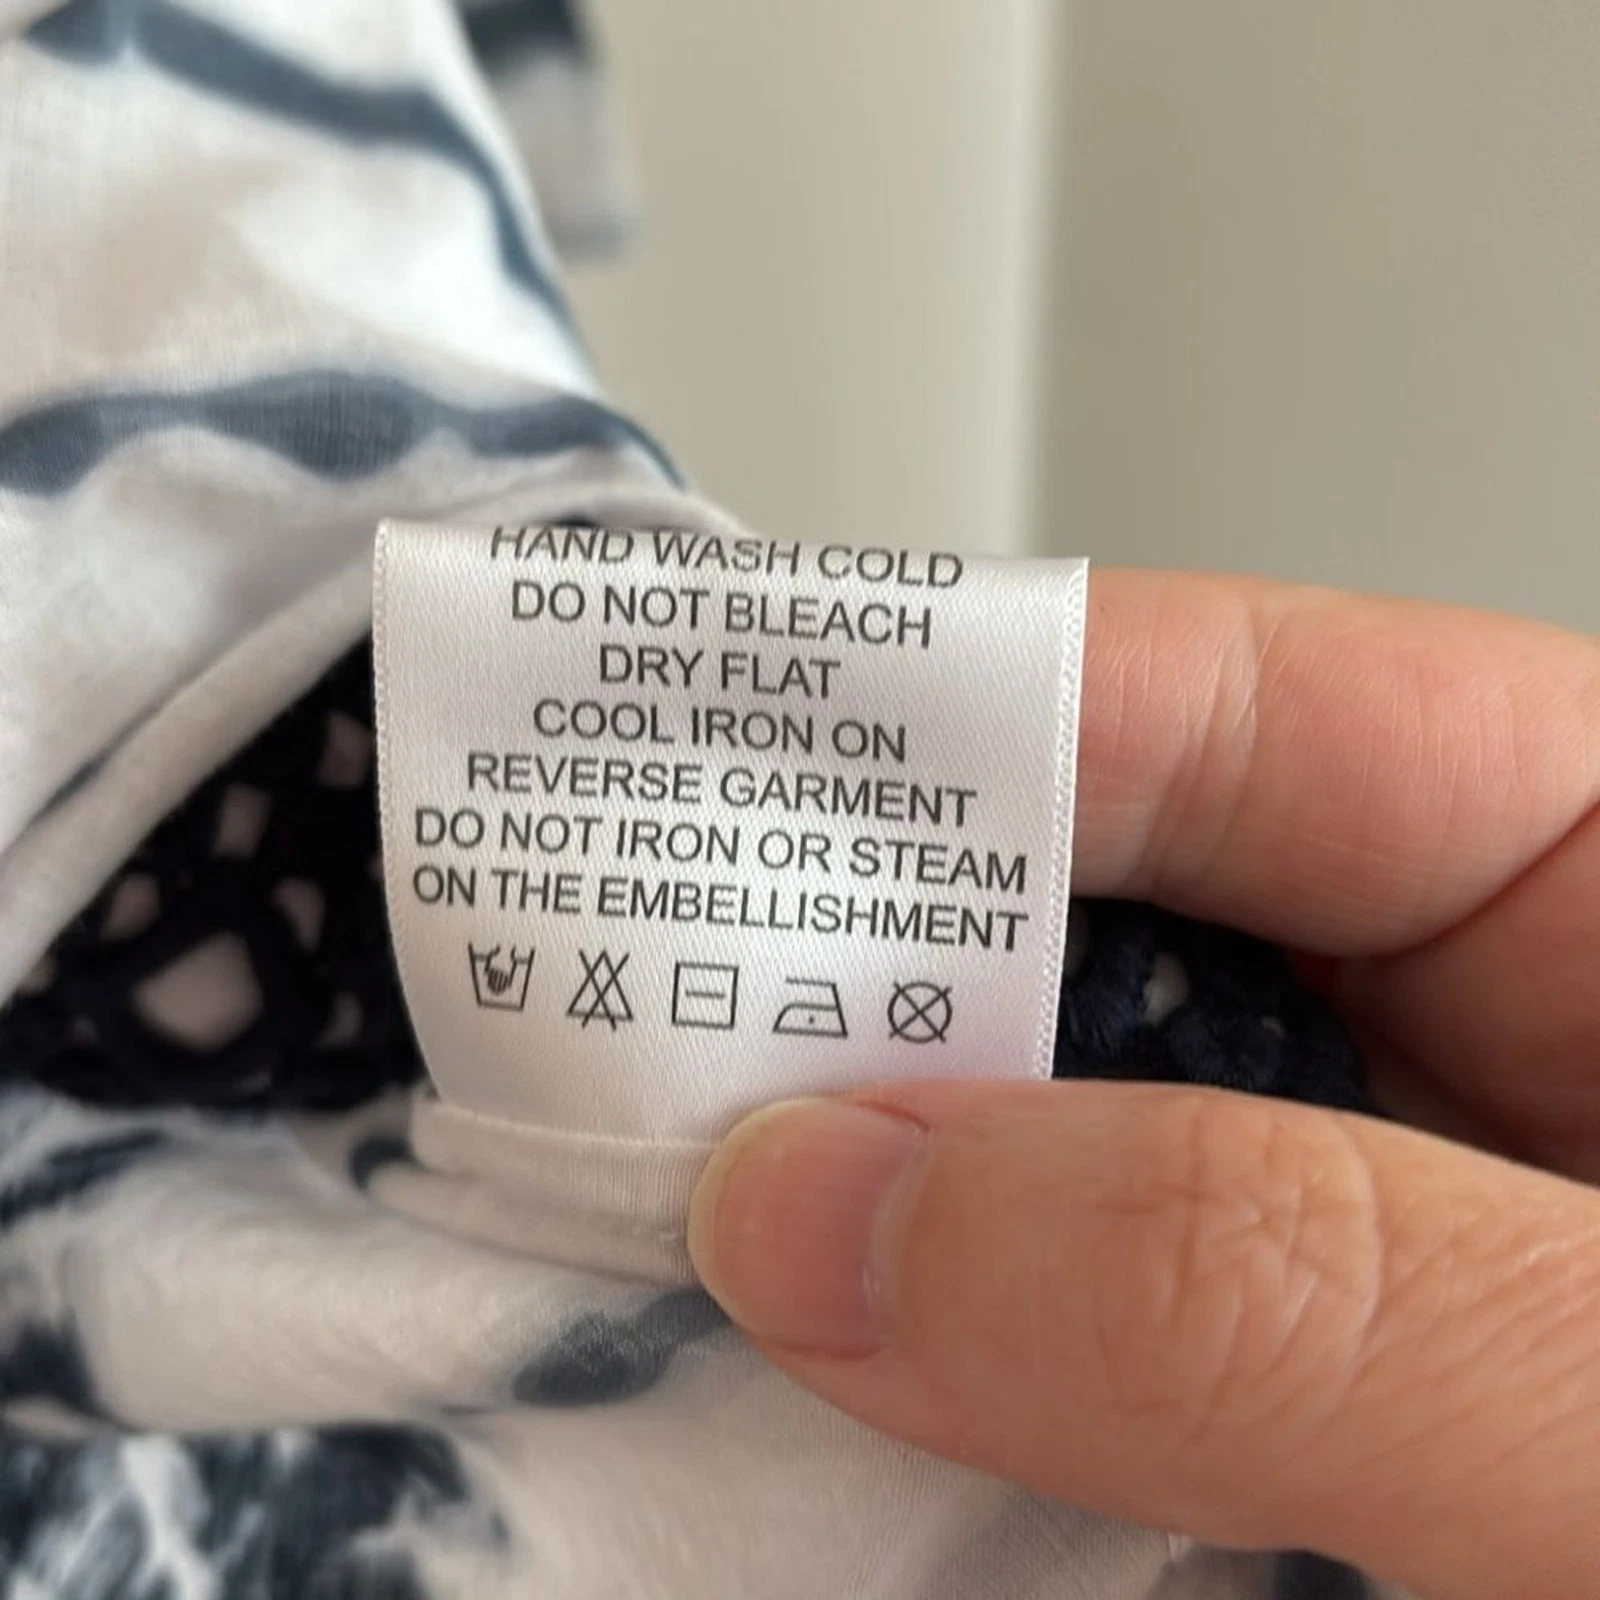 HAND WASH COLD
DO NOT BLEACH
DRY FLAT
COOL IRON ON
REVERSE GARMENT
DO NOT IRON OR STEAM
ON THE EMBELLISHMENT